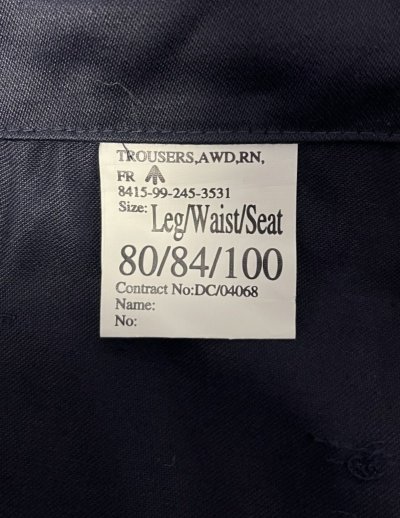 TROUSERS,AWD,RN,
FR
8415-99-245-3531
Size: Leg/Waist/Seat
80/84/100
Contract No:DC/04068
Name:
No: